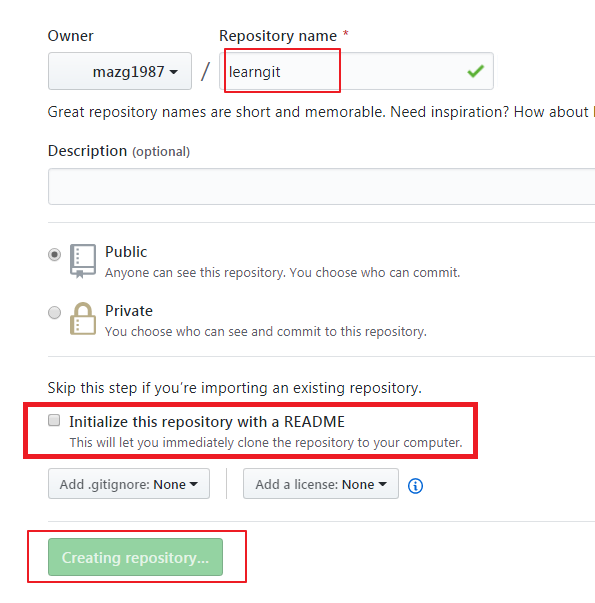 Owner Repository name *
mazg1987 / learngit
Great repository names are short and memorable. Need inspiration? How about
Description (optional)
Public
Anyone can see this repository. You choose who can commit.
Private
You choose who can see and commit to this repository.
Skip this step if you’re importing an existing repository.
Initialize this repository with a README
This will let you immediately clone the repository to your computer.
Add .gitignore: None Add a license: None
Creating repository...